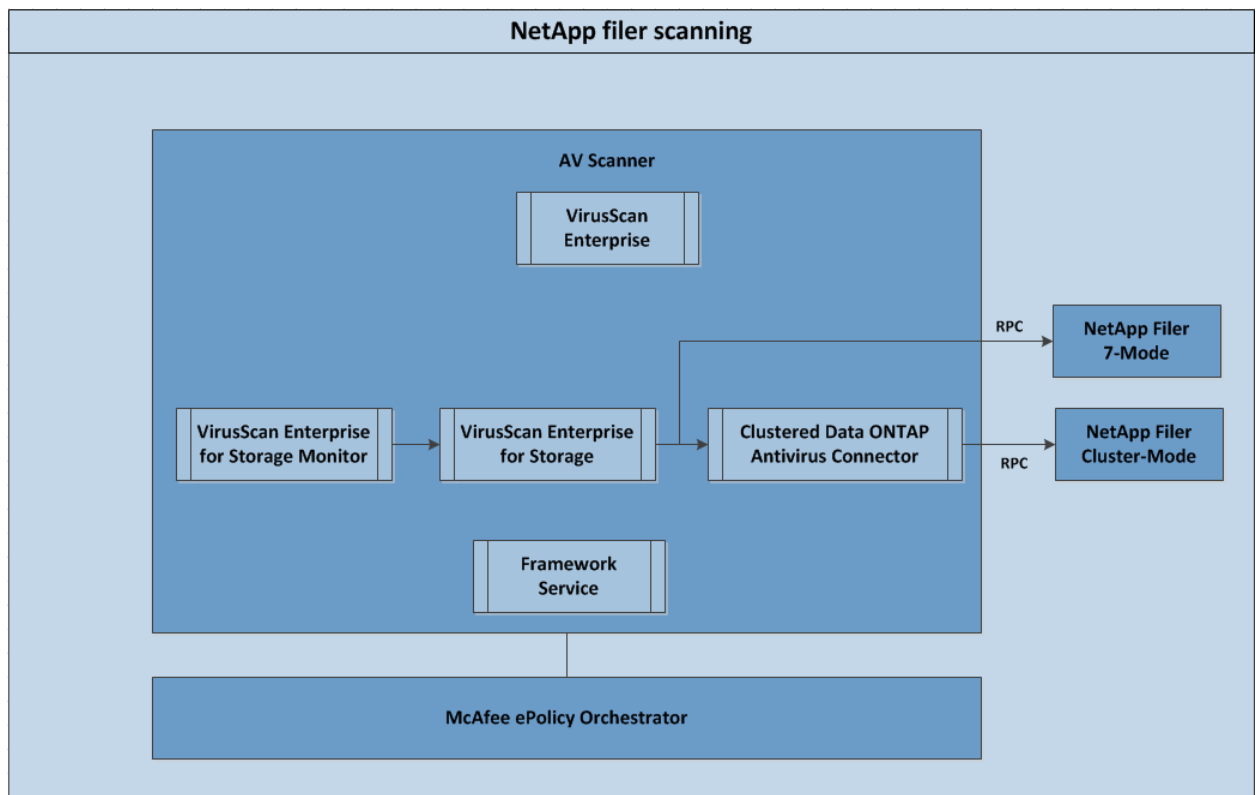 NetApp filer scanning
AV Scanner
VirusScan
Enterprise
RPC
NetApp Filer
7-Mode
VirusScan Enterprise
for Storage Monitor
VirusScan Enterprise
for Storage
Clustered Data ONTAP
Antivirus Connector
RPC
NetApp Filer
Cluster-Mode
Framework
Service
McAfee ePolicy Orchestrator